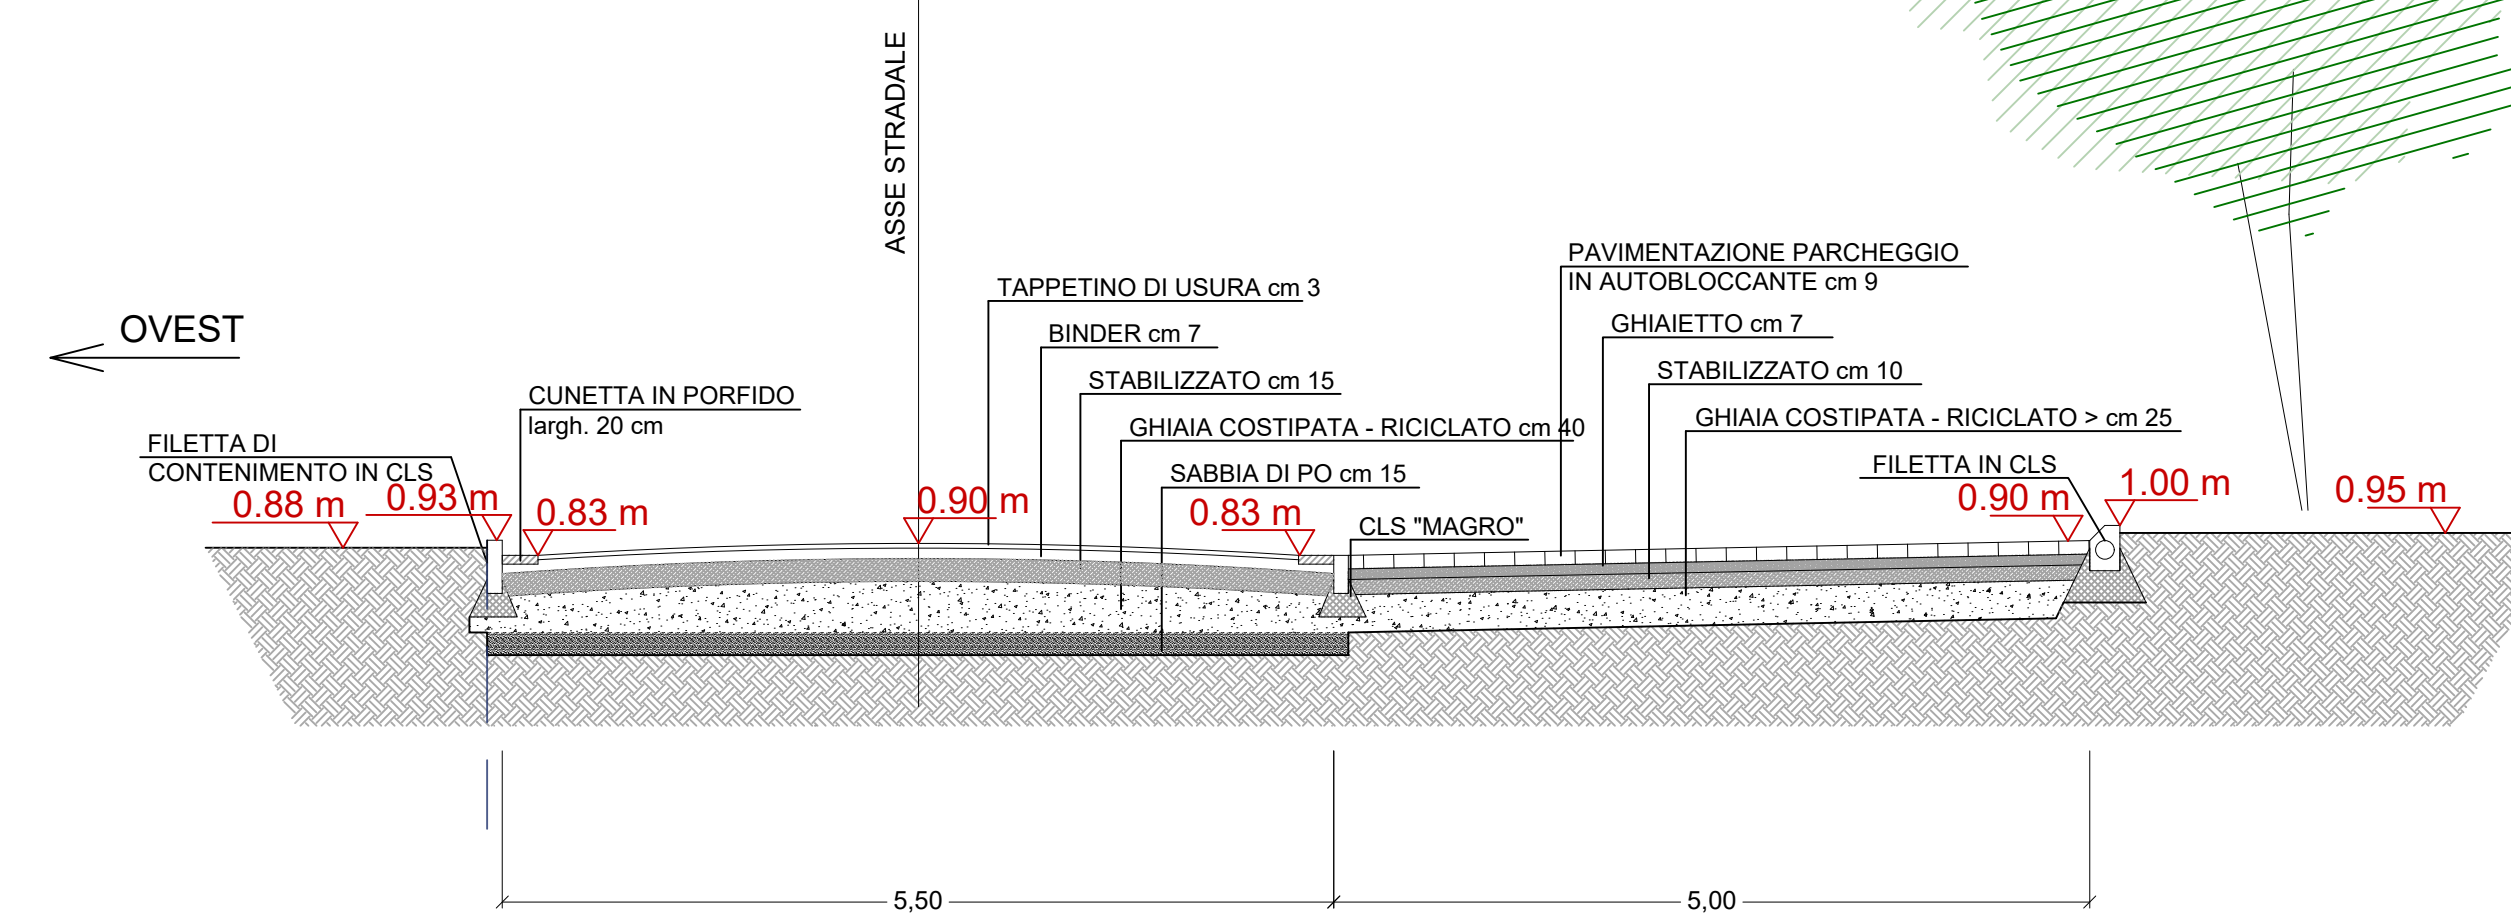 ASSE STRADALE
OVEST
PAVIMENTAZIONE PARCHEGGIO
IN AUTOBLOCCANTE cm 9
TAPPETINO DI USURA cm 3
GHIAIETTO cm 7
BINDER cm 7
STABILIZZATO cm 10
STABILIZZATO cm 15
CUNETTA IN PORFIDO
largh. 20 cm
GHIAIA COSTIPATA - RICICLATO > cm 25
GHIAIA COSTIPATA - RICICLATO cm 40
FILETTA DI
CONTENIMENTO IN CLS
FILETTA IN CLS
SABBIA DI PO cm 15
CLS "MAGRO"
0.88 m
0.93 m
0.83 m
0.90 m
0.83 m
0.90 m
1.00 m
0.95 m
5,50
5,00